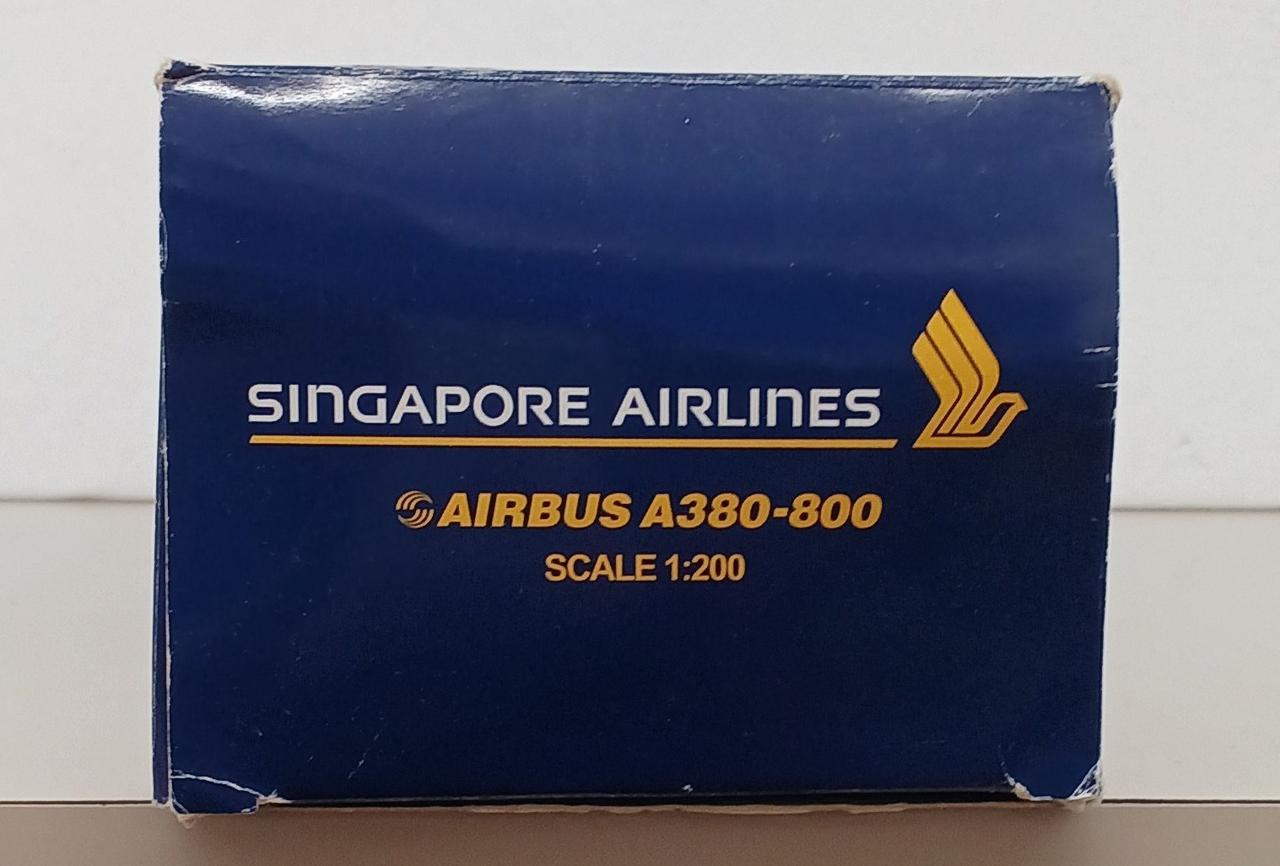 SINGAPORE AIRLINES
AIRBUS A380-800
SCALE 1:200